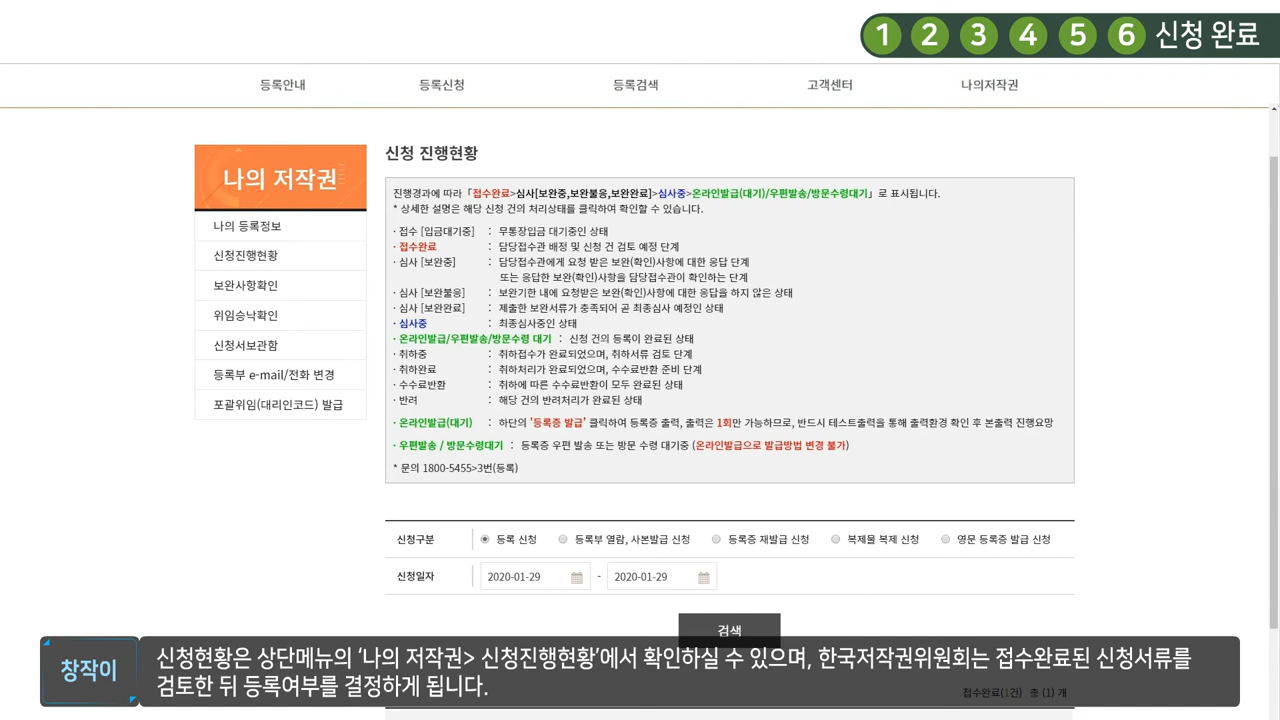 1 2 3 4 5 6 신청 완료
등록안내 등록신청 등록검색 고객센터 나의저작권
나의 저작권
나의 등록정보
신청진행현황
보완사항확인
위임승낙확인
신청서보관함
등록부 e-mail/전화 변경
포괄위임(대리인코드) 발급
신청 진행현황
진행경과에 따라「접수완료>심사[보완중,보완불응,보완완료]>심사중>온라인발급(대기)/우편발송/방문수령대기」로 표시됩니다.
* 상세한 설명은 해당 신청 건의 처리상태를 클릭하여 확인할 수 있습니다.
· 접수 [입금대기중] : 무통장입금 대기중인 상태
· 접수완료 : 담당접수관 배정 및 신청 건 검토 예정 단계
· 심사 [보완중] : 담당접수관에게 요청 받은 보완(확인)사항에 대한 응답 단계
또는 응답한 보완(확인)사항을 담당접수관이 확인하는 단계
· 심사 [보완불응] : 보완기한 내에 요청받은 보완(확인)사항에 대한 응답을 하지 않은 상태
· 심사 [보완완료] : 제출한 보완서류가 충족되어 곧 최종심사 예정인 상태
· 심사중 : 최종심사중인 상태
· 온라인발급/우편발송/방문수령 대기 : 신청 건의 등록이 완료된 상태
· 취하중 : 취하접수가 완료되었으며, 취하서류 검토 단계
· 취하완료 : 취하처리가 완료되었으며, 수수료반환 준비 단계
· 수수료반환 : 취하에 따른 수수료반환이 모두 완료된 상태
· 반려 : 해당 건의 반려처리가 완료된 상태
· 온라인발급(대기) : 하단의 '등록증 발급' 클릭하여 등록증 출력, 출력은 1회만 가능하므로, 반드시 테스트출력을 통해 출력환경 확인 후 본출력 진행요망
· 우편발송 / 방문수령대기 : 등록증 우편 발송 또는 방문 수령 대기중 (온라인발급으로 발급방법 변경 불가)
* 문의 1800-5455>3번(등록)
신청구분 등록 신청 등록부 열람, 사본발급 신청 등록증 재발급 신청 복제물 복제 신청 영문 등록증 발급 신청
신청일자 2020-01-29 - 2020-01-29
검색
창작이
신청현황은 상단메뉴의 '나의 저작권> 신청진행현황'에서 확인하실 수 있으며, 한국저작권위원회는 접수완료된 신청서류를
검토한 뒤 등록여부를 결정하게 됩니다.
접수완료(1건) 총 (1) 개